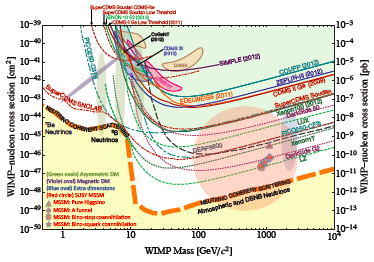 SuperCDMS Soudan CDMS-lite
SuperCDMS Soudan Low Threshold
XENON 10 S2 (2013)
CDMS-II Ge Low Threshold (2011)
CoGeNT
(2012)
CDMS Si
(2013)
DAMA
SIMPLE (2012)
COUPP (2012)
ZEPLIN-III (2012)
EDELWEISS (2011)
CDMS II Ge (2009)
SuperCDMS Soudan
SuperCDMS SNOLAB
LUX
DEAP3600
LZ
NEUTRINO COHERENT SCATTERING
7Be
Neutrinos
8B
Neutrinos
NEUTRINO COHERENT SCATTERING
Atmospheric and DSNB Neutrinos
(Green ovals) Asymmetric DM
(Violet oval) Magnetic DM
(Blue oval) Extra dimensions
(Red circle) SUSY MSSM
MSSM: Pure Higgsino
MSSM: A funnel
MSSM: Bino-stop coannihilation
MSSM: Bino-squark coannihilation
10−39
10−40
10−41
10−42
10−43
10−44
10−45
10−46
10−47
10−48
10−49
10−50
10−3
10−4
10−5
10−6
10−7
10−8
10−9
10−10
10−11
10−12
10−13
10−14
1
10
100
1000
10⁴
WIMP Mass [GeV/c²]
WIMP−nucleon cross section [cm²]
WIMP−nucleon cross section [pb]